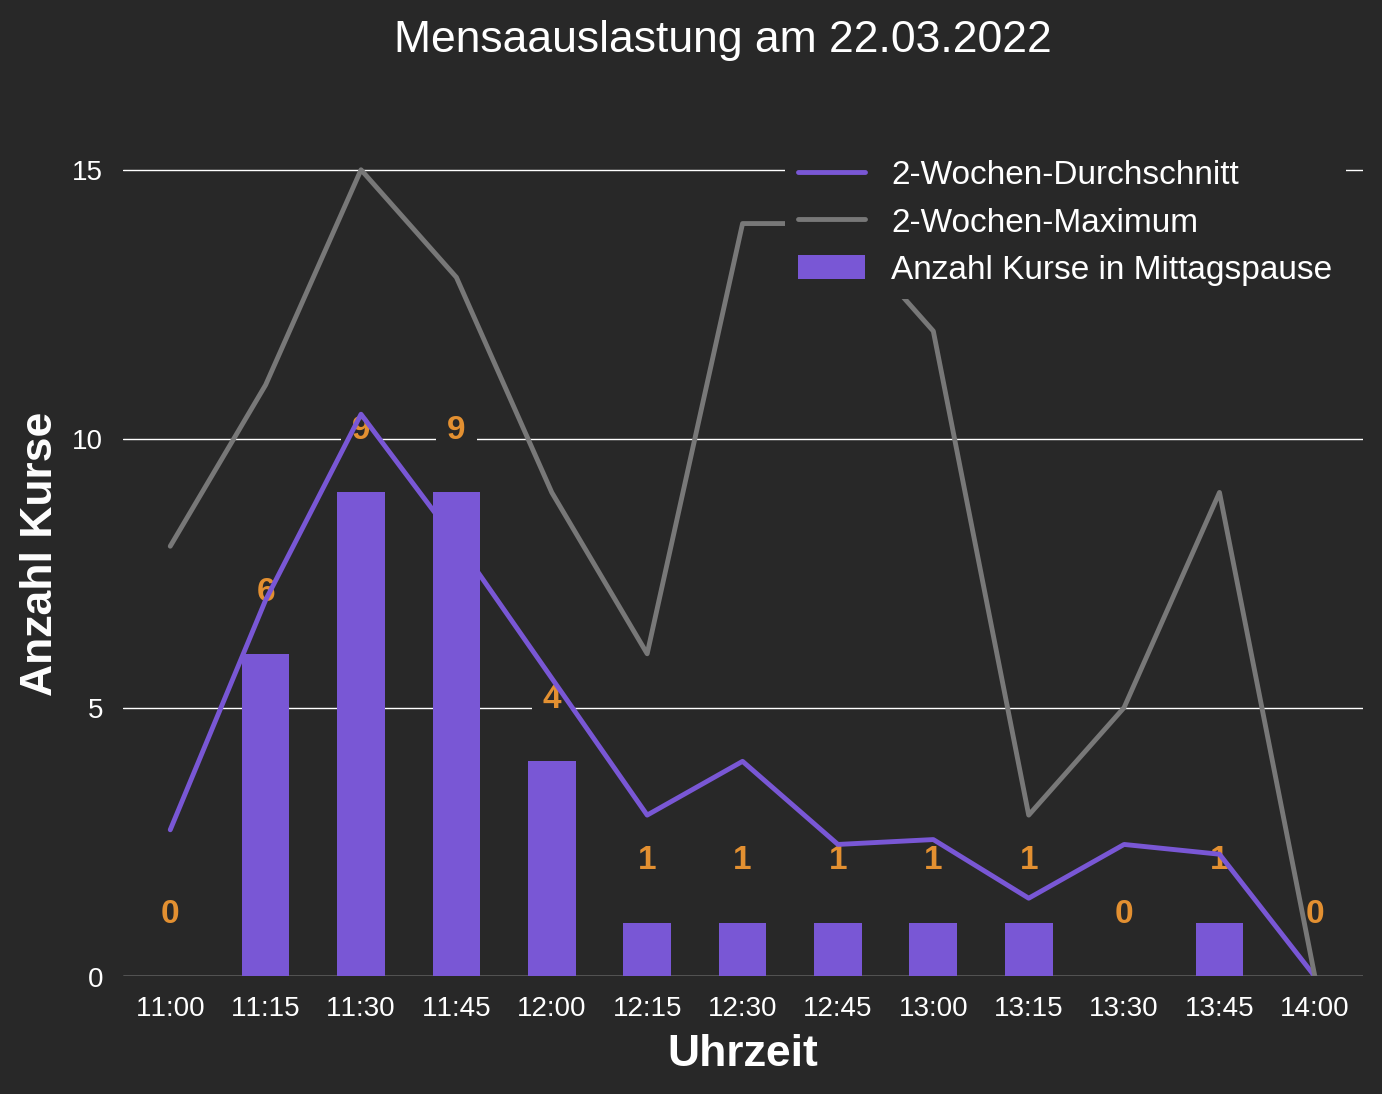 Mensaauslastung am 22.03.2022
15
10
5
0
Anzahl Kurse
2-Wochen-Durchschnitt
2-Wochen-Maximum
Anzahl Kurse in Mittagspause
0 6 9 9 4 1 1 1 1 1 0 1 0
11:00 11:15 11:30 11:45 12:00 12:15 12:30 12:45 13:00 13:15 13:30 13:45 14:00
Uhrzeit